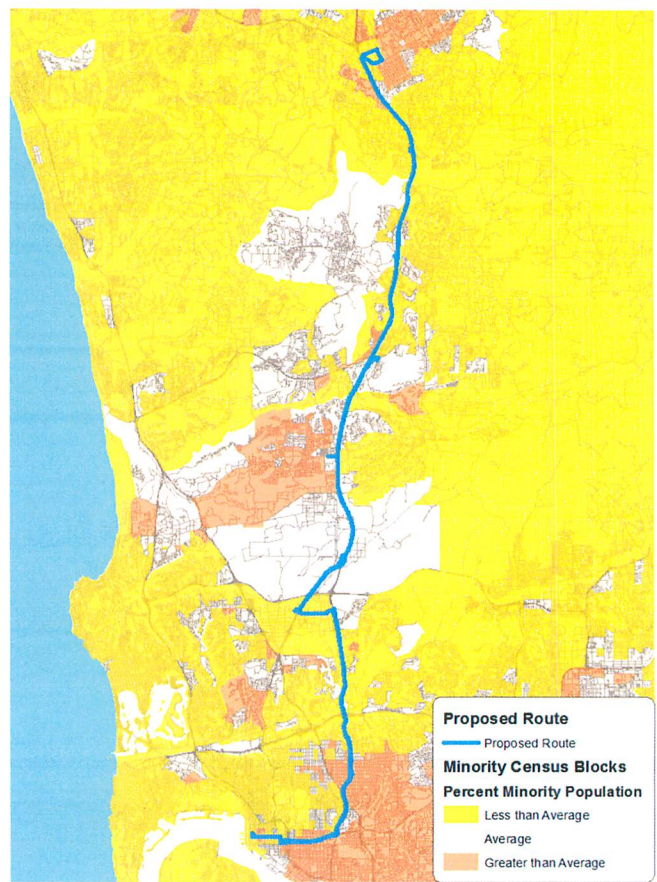 Proposed Route
Proposed Route
Minority Census Blocks
Percent Minority Population
Less than Average
Average
Greater than Average